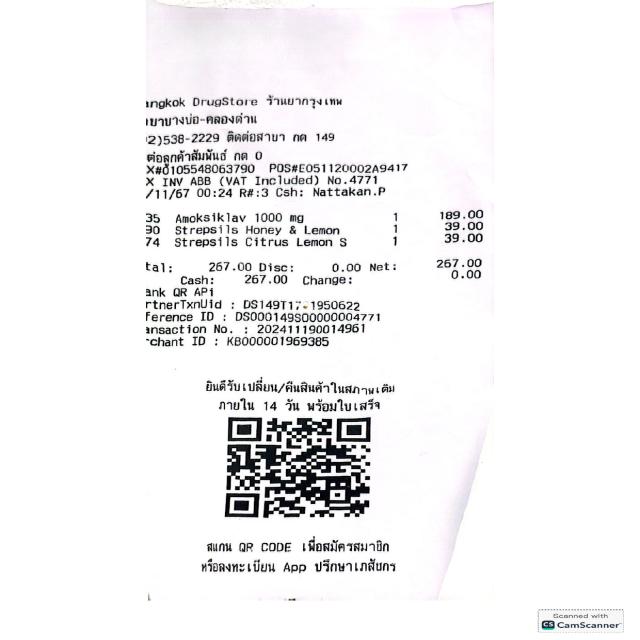 angkok DrugStore ร้านยากรุงเทพ
ายาบางบ่อ-คลองด่าน
2)538-2229 ติดต่อสาขา กด 149
ต่อลูกค้าสัมพันธ์ กด 0
X#0105548063790 POS#E051120002A9417
X INV ABB (VAT Included) No.4771
/11/67 00:24 R#:3 Csh: Nattakan.P
35 Amoksiklav 1000 mg 1 189.00
90 Strepsils Honey & Lemon 1 39.00
74 Strepsils Citrus Lemon S 1 39.00
tal: 267.00 Disc: 0.00 Net: 267.00
Cash: 267.00 Change: 0.00
ank QR APi
rtnerTxnUid : DS149T17-1950622
ference ID : DS000149S00000004771
ansaction No. : 202411190014961
rchant ID : KB000001969385
ยินดีรับเปลี่ยน/คืนสินค้าในสภาพเดิม
ภายใน 14 วัน พร้อมใบเสร็จ
สแกน QR CODE เพื่อสมัครสมาชิก
หรือลงทะเบียน App ปรึกษาเภสัชกร
Scanned with
CS CamScanner